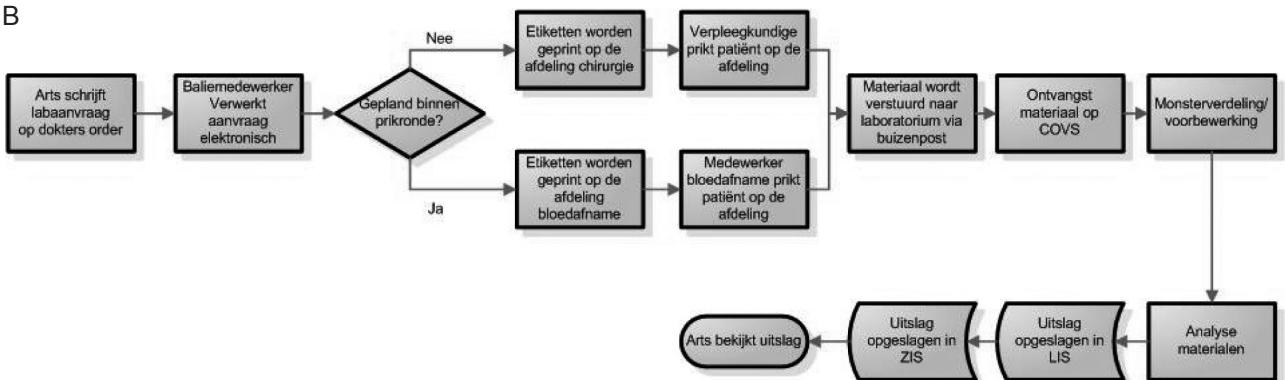 B
Arts schrijft
labaanvraag
op dokters order
Baliemedewerker
Verwerkt
aanvraag
elektronisch
Gepland binnen
prikronde?
Nee
Etiketten worden
geprint op de
afdeling chirurgie
Verpleegkundige
prikt patiënt op de
afdeling
Ja
Etiketten worden
geprint op de
afdeling
bloedafname
Medewerker
bloedafname prikt
patiënt op de
afdeling
Materiaal wordt
verstuurd naar
laboratorium via
buizenpost
Ontvangst
materiaal op
COVS
Monsterverdeling/
voorbewerking
Analyse
materialen
Uitslag
opgeslagen in
LIS
Uitslag
opgeslagen in
ZIS
Arts bekijkt uitslag